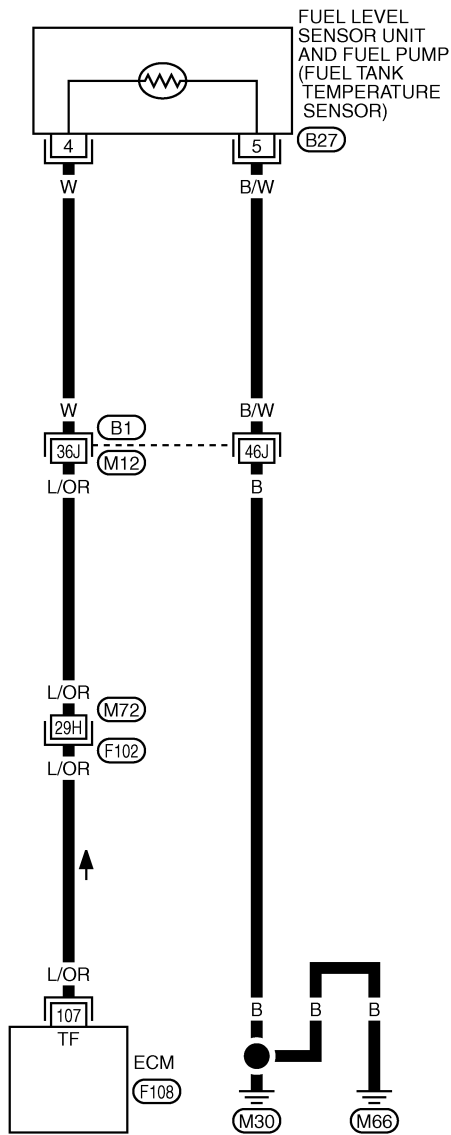 FUEL LEVEL
SENSOR UNIT
AND FUEL PUMP
(FUEL TANK
TEMPERATURE
SENSOR)
4
5
B27
W
B/W
W
B1
B/W
36J
46J
M12
L/OR
B
L/OR
M72
29H
F102
L/OR
L/OR
B
B
B
107
TF
ECM
F108
M30
M66